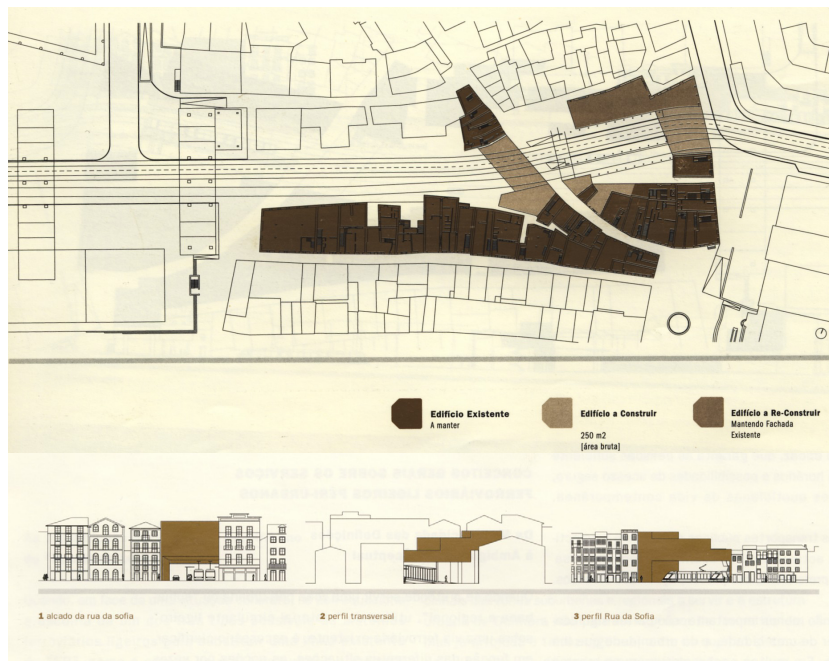 Edifício Existente
A manter
Edifício a Construir
250 m2
[área bruta]
Edifício a Re-Construir
Mantendo Fachada
Existente
1 alcado da rua da sofia
2 perfil transversal
3 perfil Rua da Sofia